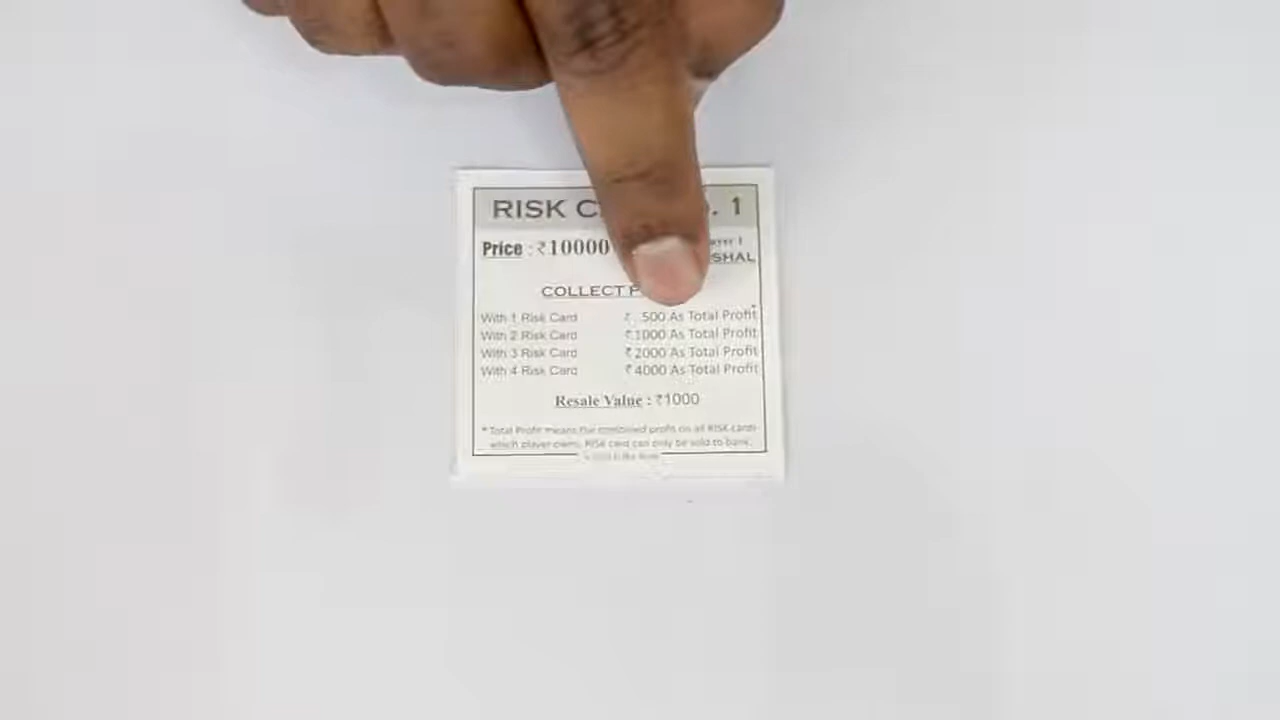 RISK C . 1
Price : ₹10000
SHAL
COLLECT P
With 1 Risk Card ₹ 500 As Total Profit
With 2 Risk Card ₹1000 As Total Profit
With 3 Risk Card ₹2000 As Total Profit
With 4 Risk Card ₹4000 As Total Profit
Resale Value : ₹1000
* Total Profit means the combined profit on all RISK cards
which player owns. RISK card can only be sold to bank.